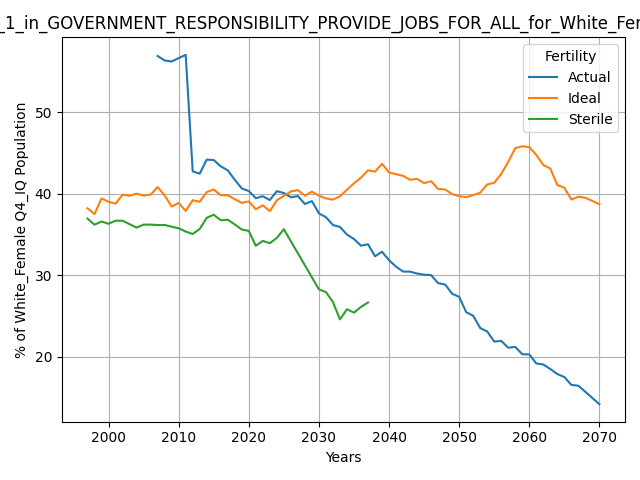 _1_in_GOVERNMENT_RESPONSIBILITY_PROVIDE_JOBS_FOR_ALL_for_White_Fe
Fertility
Actual
Ideal
Sterile
% of White_Female Q4_IQ Population
50
40
30
20
2000 2010 2020 2030 2040 2050 2060 2070
Years